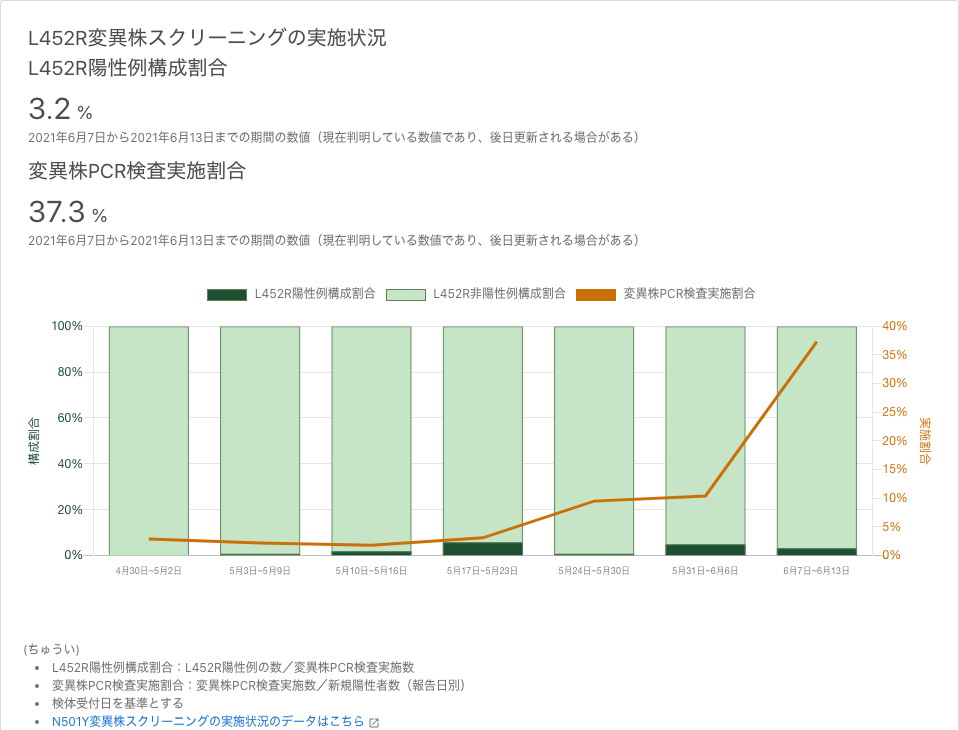 L452R変異株スクリーニングの実施状況
L452R陽性例構成割合
3.2 %
2021年6月7日から2021年6月13日までの期間の数値（現在判明している数値であり、後日更新される場合がある）
変異株PCR検査実施割合
37.3 %
2021年6月7日から2021年6月13日までの期間の数値（現在判明している数値であり、後日更新される場合がある）
L452R陽性例構成割合 L452R非陽性例構成割合 変異株PCR検査実施割合
構成割合
100%
80%
60%
40%
20%
0%
40%
35%
30%
25%
20%
15%
10%
5%
0%
実施割合
4月30日~5月2日 5月3日~5月9日 5月10日~5月16日 5月17日~5月23日 5月24日~5月30日 5月31日~6月6日 6月7日~6月13日
(ちゅうい)
• L452R陽性例構成割合：L452R陽性例の数／変異株PCR検査実施数
• 変異株PCR検査実施割合：変異株PCR検査実施数／新規陽性者数（報告日別）
• 検体受付日を基準とする
• N501Y変異株スクリーニングの実施状況のデータはこちら